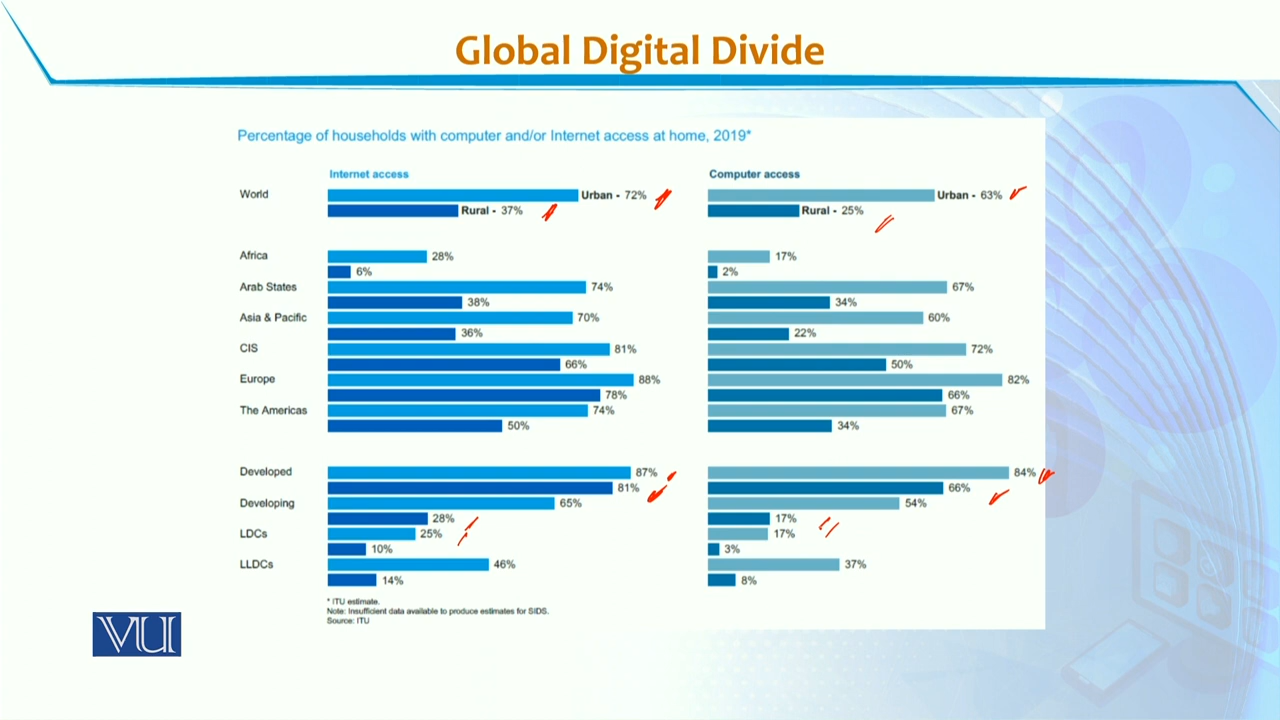 Global Digital Divide
Percentage of households with computer and/or Internet access at home, 2019*
Internet access
Computer access
World
Urban - 72%
Urban - 63%
Rural - 37%
Rural - 25%
Africa
28%
17%
6%
2%
Arab States
74%
67%
38%
34%
Asia & Pacific
70%
60%
36%
22%
CIS
81%
72%
66%
50%
Europe
88%
82%
78%
66%
The Americas
74%
67%
50%
34%
Developed
87%
84%
81%
66%
Developing
65%
54%
28%
17%
LDCs
25%
17%
10%
3%
LLDCs
46%
37%
14%
8%
* ITU estimate.
Note: Insufficient data available to produce estimates for SIDS.
Source: ITU
VU